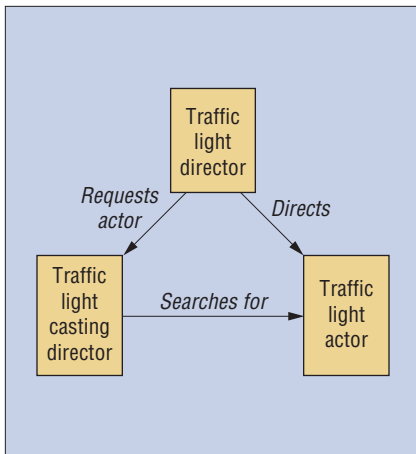 Traffic
light
director
Requests
actor
Directs
Traffic
light
casting
director
Searches for
Traffic
light
actor